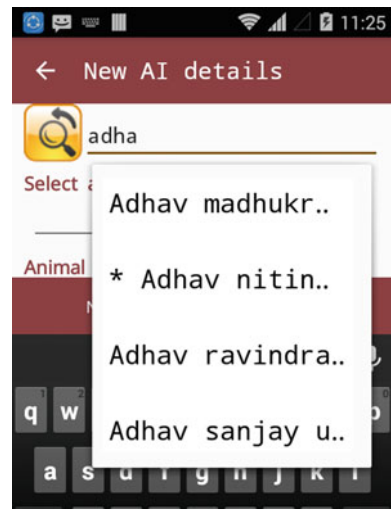 11:25
New AI details
adha
Select
Adhav madhukr..
* Adhav nitin..
Animal
Adhav ravindra..
Adhav sanjay u..
q w
a s d f g h j k l